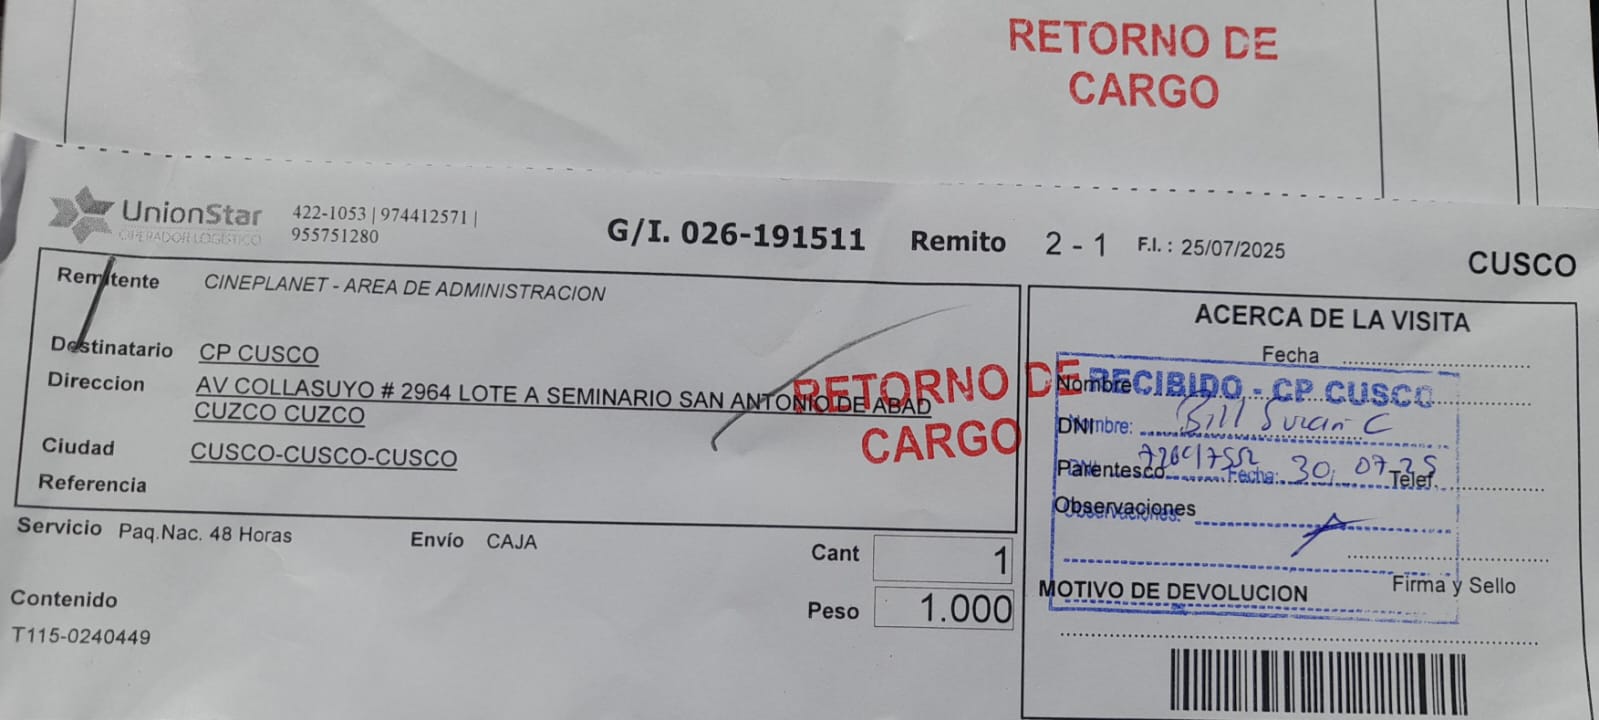 RETORNO DE
CARGO
UnionStar
OPERADOR LOGÍSTICO
422-1053 | 974412571 |
955751280
G/I. 026-191511 Remito 2 - 1 F.I. : 25/07/2025
CUSCO
Remitente CINEPLANET - AREA DE ADMINISTRACION
Destinatario CP CUSCO
Direccion AV COLLASUYO # 2964 LOTE A SEMINARIO SAN ANTONIO DE ABAD
CUZCO CUZCO
Ciudad CUSCO-CUSCO-CUSCO
Referencia
RETORNO DE
CARGO
Servicio Paq.Nac. 48 Horas Envío CAJA
Cant 1
Peso 1.000
Contenido
T115-0240449
ACERCA DE LA VISITA
Fecha
Nombre
RECIBIDO - CP CUSCO
DNI
Nombre: Bill
Parentesco
Fecha: 30, 07, 25
Telef.
Observaciones
Observaciones:
Firma y Sello
MOTIVO DE DEVOLUCION